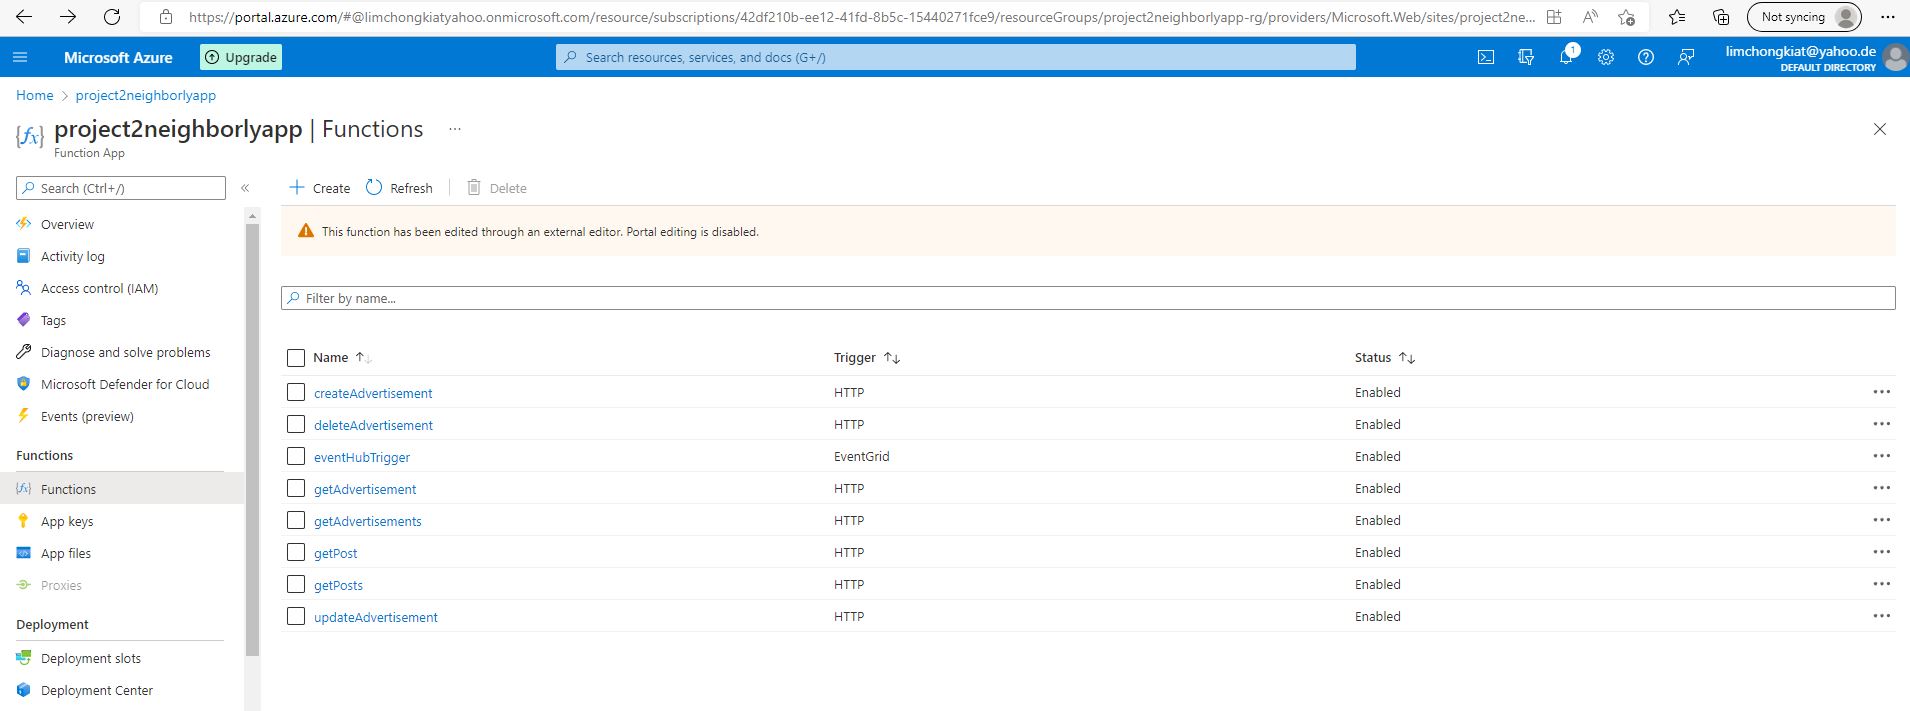 https://portal.azure.com/#@limchongkiatyahoo.onmicrosoft.com/resource/subscriptions/42df210b-ee12-41fd-8b5c-15440271fce9/resourceGroups/project2neighborlyapp-rg/providers/Microsoft.Web/sites/project2ne...
Not syncing
Microsoft Azure
Upgrade
Search resources, services, and docs (G+/)
1
limchongkiat@yahoo.de
DEFAULT DIRECTORY
Home > project2neighborlyapp
project2neighborlyapp | Functions ...
Function App
Search (Ctrl+/)
«
Overview
Activity log
Access control (IAM)
Tags
Diagnose and solve problems
Microsoft Defender for Cloud
Events (preview)
Functions
Functions
App keys
App files
Proxies
Deployment
Deployment slots
Deployment Center
Create Refresh Delete
This function has been edited through an external editor. Portal editing is disabled.
Filter by name...
Name Trigger Status
createAdvertisement HTTP Enabled
deleteAdvertisement HTTP Enabled
eventHubTrigger EventGrid Enabled
getAdvertisement HTTP Enabled
getAdvertisements HTTP Enabled
getPost HTTP Enabled
getPosts HTTP Enabled
updateAdvertisement HTTP Enabled